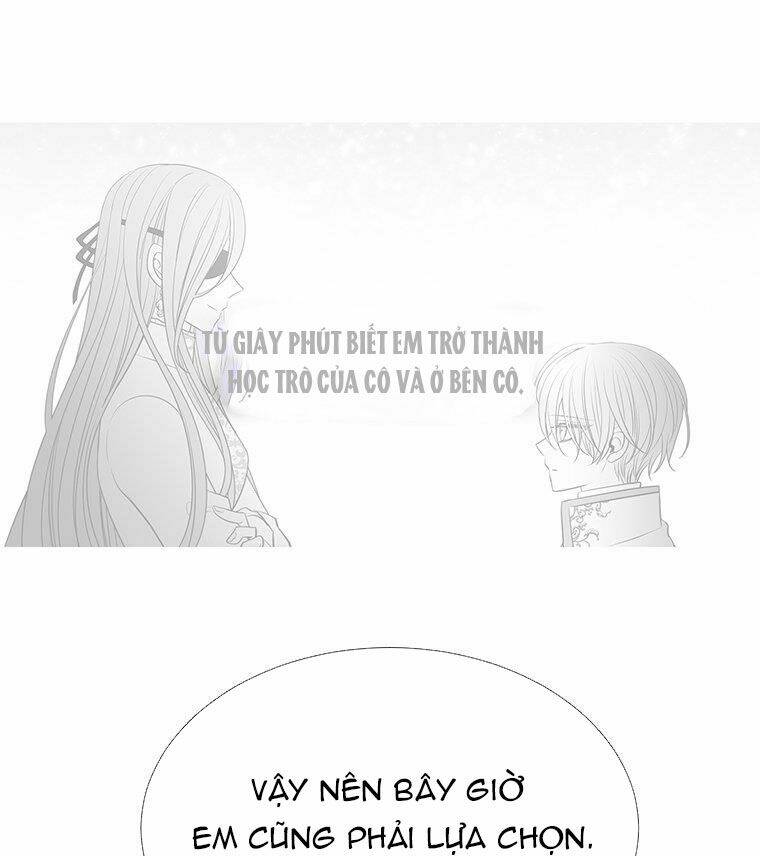 TỪ GIÂY PHÚT BIẾT EM TRỞ THÀNH
HỌC TRÒ CỦA CÔ VÀ Ở BÊN CÔ,
VẬY NÊN BÂY GIỜ
EM CŨNG PHẢI LỰA CHỌN.